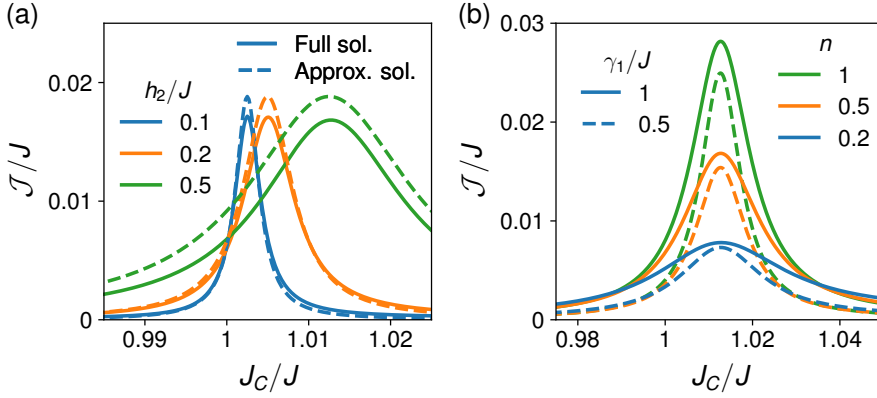 (a)
Full sol.
Approx. sol.
h₂/J
0.1
0.2
0.5
𝒥/J
0.02
0.01
0
0.99
1
1.01
1.02
J_C/J
(b)
γ₁/J
1
0.5
n
1
0.5
0.2
𝒥/J
0.03
0.02
0.01
0
0.98
1
1.02
1.04
J_C/J